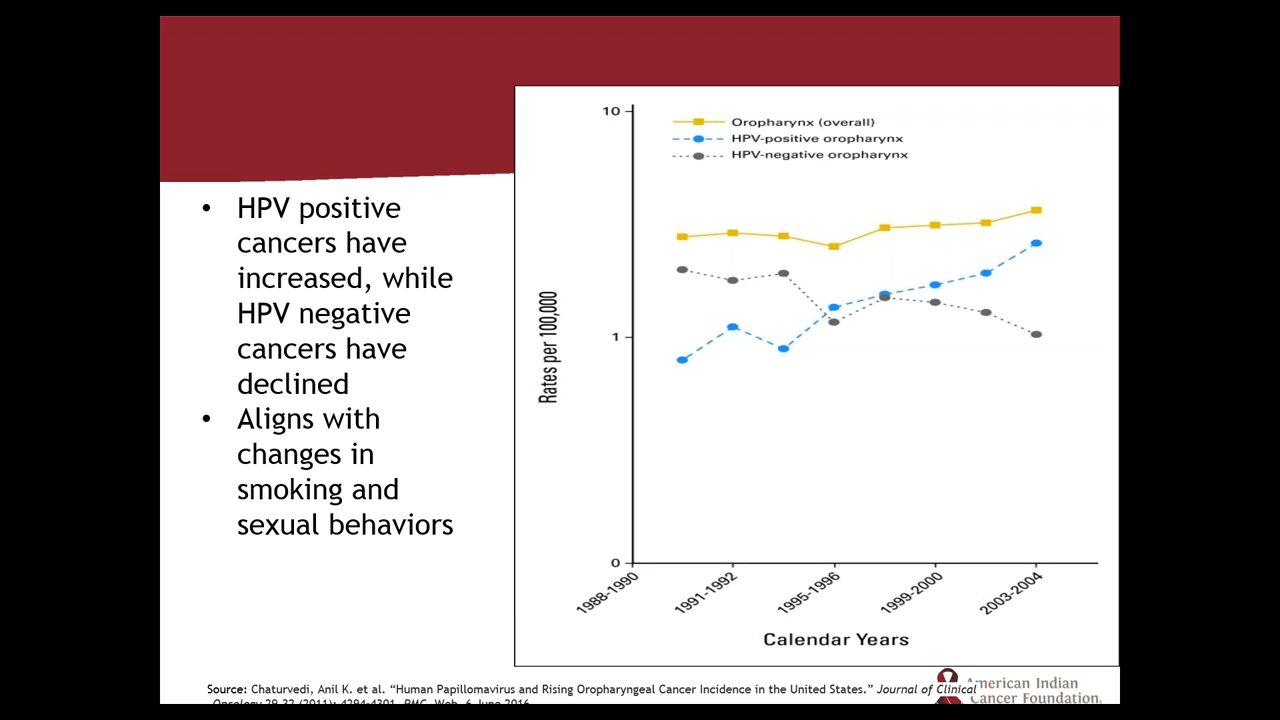 • HPV positive
cancers have
increased, while
HPV negative
cancers have
declined
• Aligns with
changes in
smoking and
sexual behaviors
10
Oropharynx (overall)
HPV-positive oropharynx
HPV-negative oropharynx
Rates per 100,000
1
0
1988-1990
1991-1992
1995-1996
1999-2000
2003-2004
Calendar Years
Source: Chaturvedi, Anil K. et al. “Human Papillomavirus and Rising Oropharyngeal Cancer Incidence in the United States.” Journal of Clinical
Oncology 29.32 (2011): 4294–4301. PMC. Web. 6 June 2016.
American Indian
Cancer Foundation.